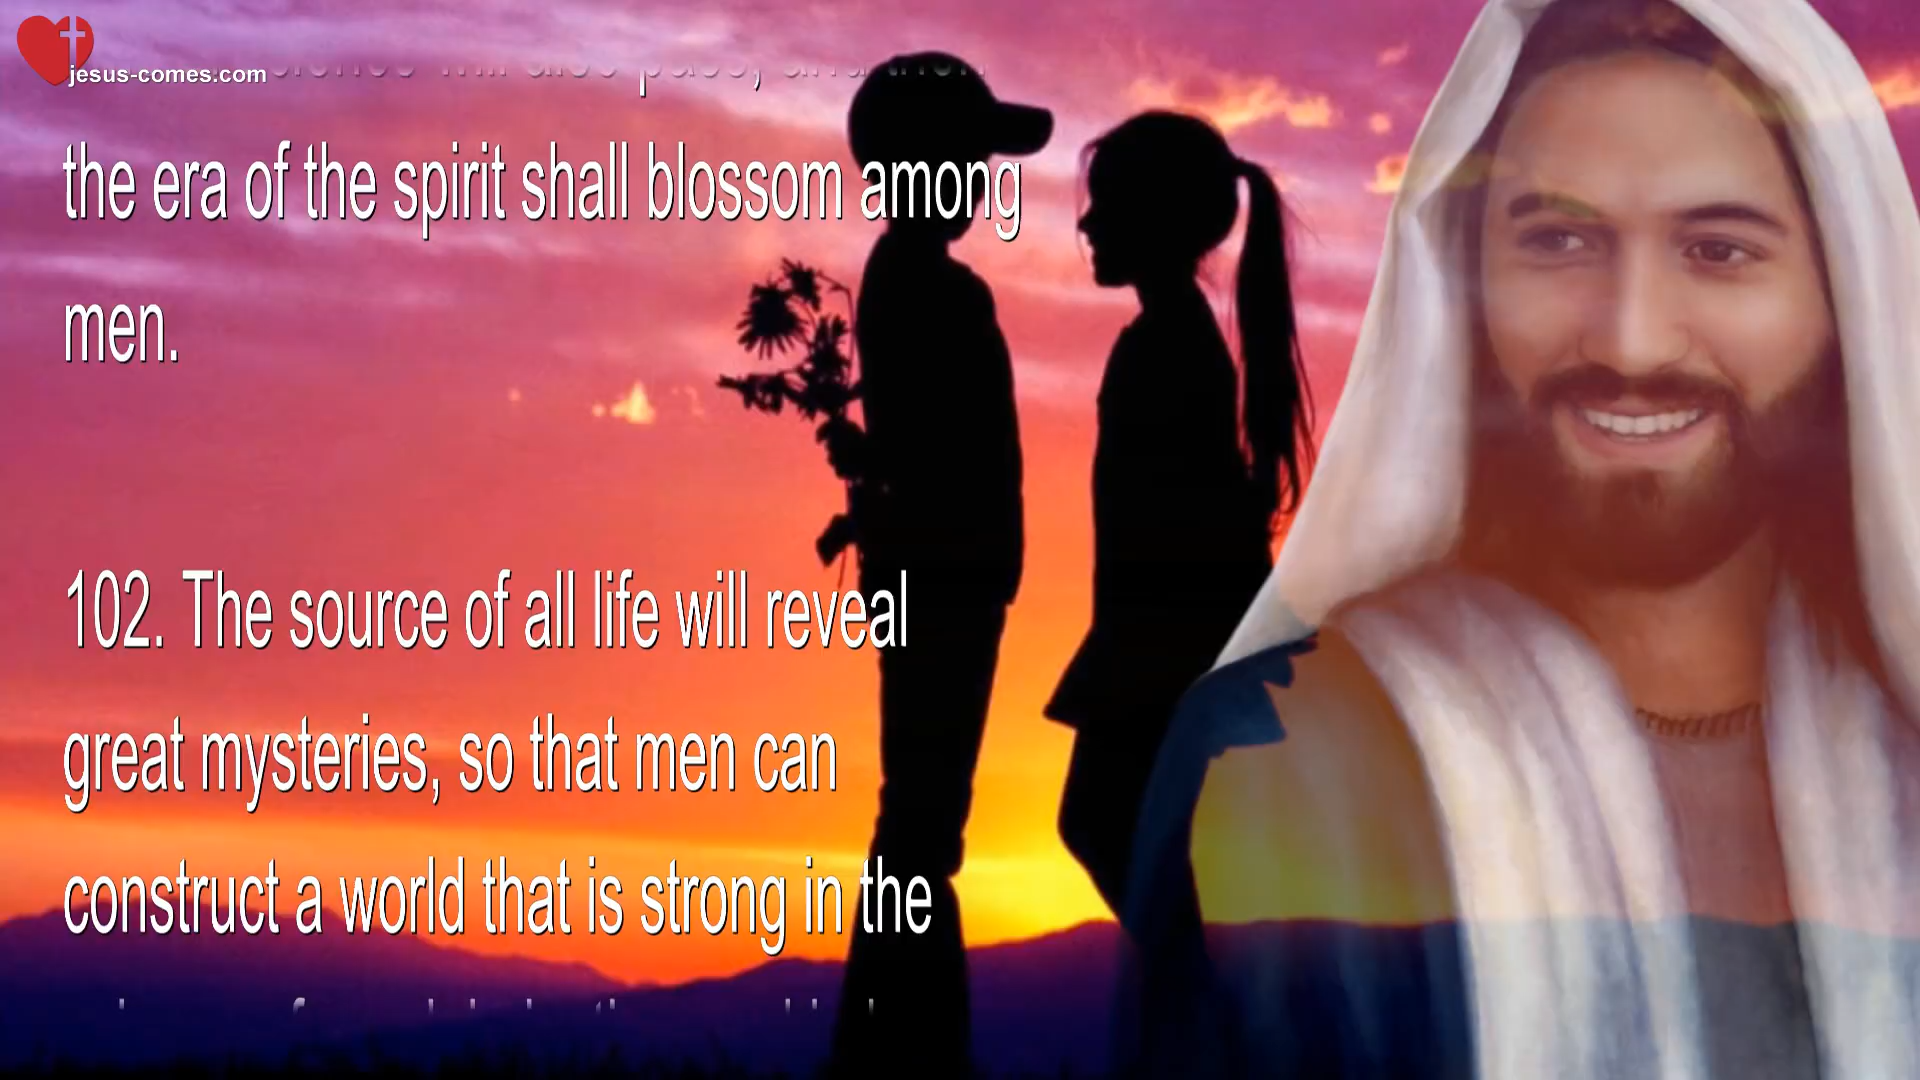 jesus-comes.com
the era of the spirit shall blossom among
men.
102. The source of all life will reveal
great mysteries, so that men can
construct a world that is strong in the